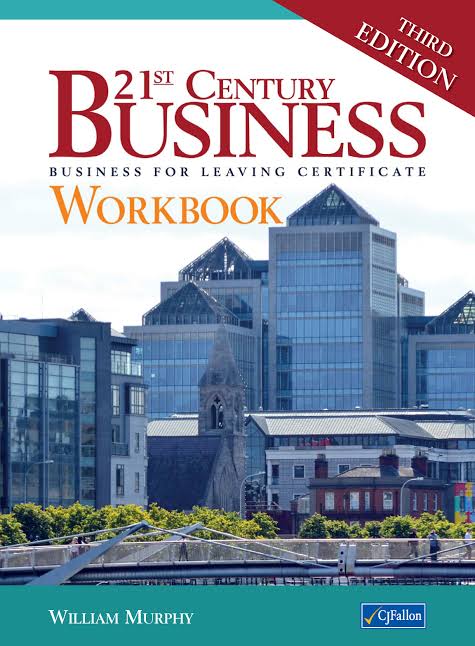 THIRD
EDITION
21ST CENTURY
BUSINESS
BUSINESS FOR LEAVING CERTIFICATE
WORKBOOK
WILLIAM MURPHY
CJFallon